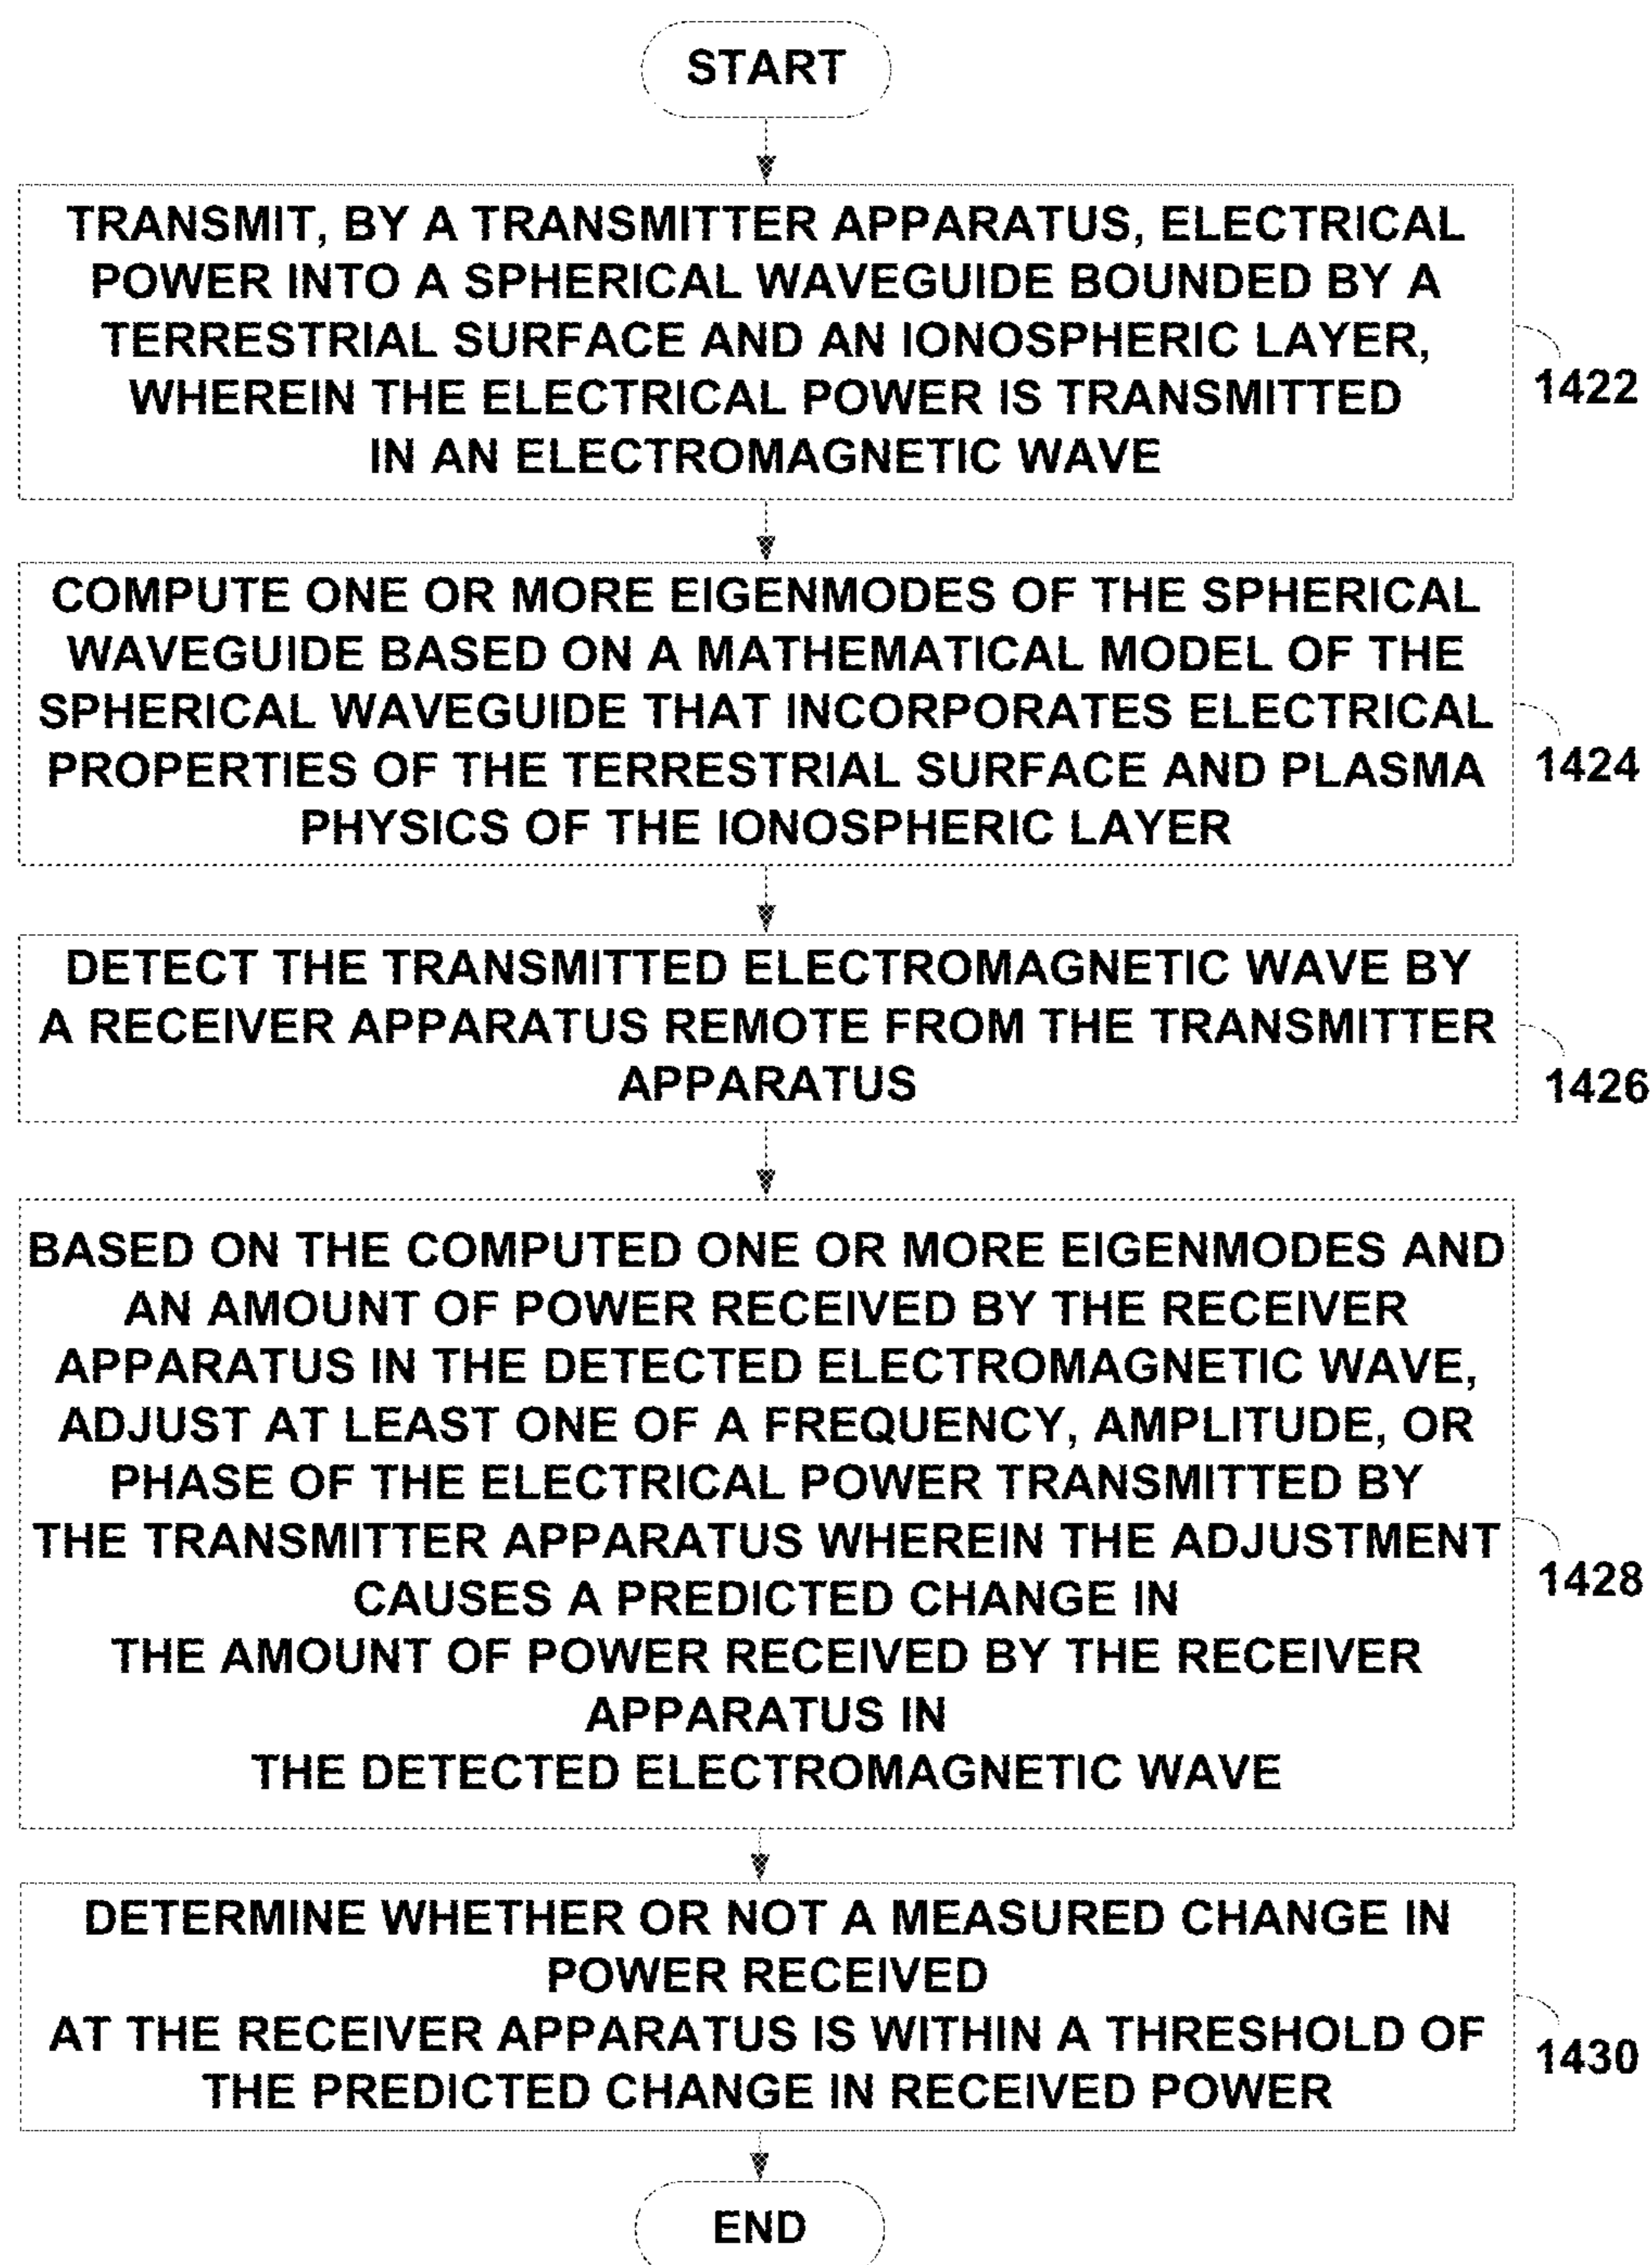 START
TRANSMIT, BY A TRANSMITTER APPARATUS, ELECTRICAL
POWER INTO A SPHERICAL WAVEGUIDE BOUNDED BY A
TERRESTRIAL SURFACE AND AN IONOSPHERIC LAYER,
WHEREIN THE ELECTRICAL POWER IS TRANSMITTED
IN AN ELECTROMAGNETIC WAVE
1422
COMPUTE ONE OR MORE EIGENMODES OF THE SPHERICAL
WAVEGUIDE BASED ON A MATHEMATICAL MODEL OF THE
SPHERICAL WAVEGUIDE THAT INCORPORATES ELECTRICAL
PROPERTIES OF THE TERRESTRIAL SURFACE AND PLASMA
PHYSICS OF THE IONOSPHERIC LAYER
1424
DETECT THE TRANSMITTED ELECTROMAGNETIC WAVE BY
A RECEIVER APPARATUS REMOTE FROM THE TRANSMITTER
APPARATUS
1426
BASED ON THE COMPUTED ONE OR MORE EIGENMODES AND
AN AMOUNT OF POWER RECEIVED BY THE RECEIVER
APPARATUS IN THE DETECTED ELECTROMAGNETIC WAVE,
ADJUST AT LEAST ONE OF A FREQUENCY, AMPLITUDE, OR
PHASE OF THE ELECTRICAL POWER TRANSMITTED BY
THE TRANSMITTER APPARATUS WHEREIN THE ADJUSTMENT
CAUSES A PREDICTED CHANGE IN
THE AMOUNT OF POWER RECEIVED BY THE RECEIVER
APPARATUS IN
THE DETECTED ELECTROMAGNETIC WAVE
1428
DETERMINE WHETHER OR NOT A MEASURED CHANGE IN
POWER RECEIVED
AT THE RECEIVER APPARATUS IS WITHIN A THRESHOLD OF
THE PREDICTED CHANGE IN RECEIVED POWER
1430
END